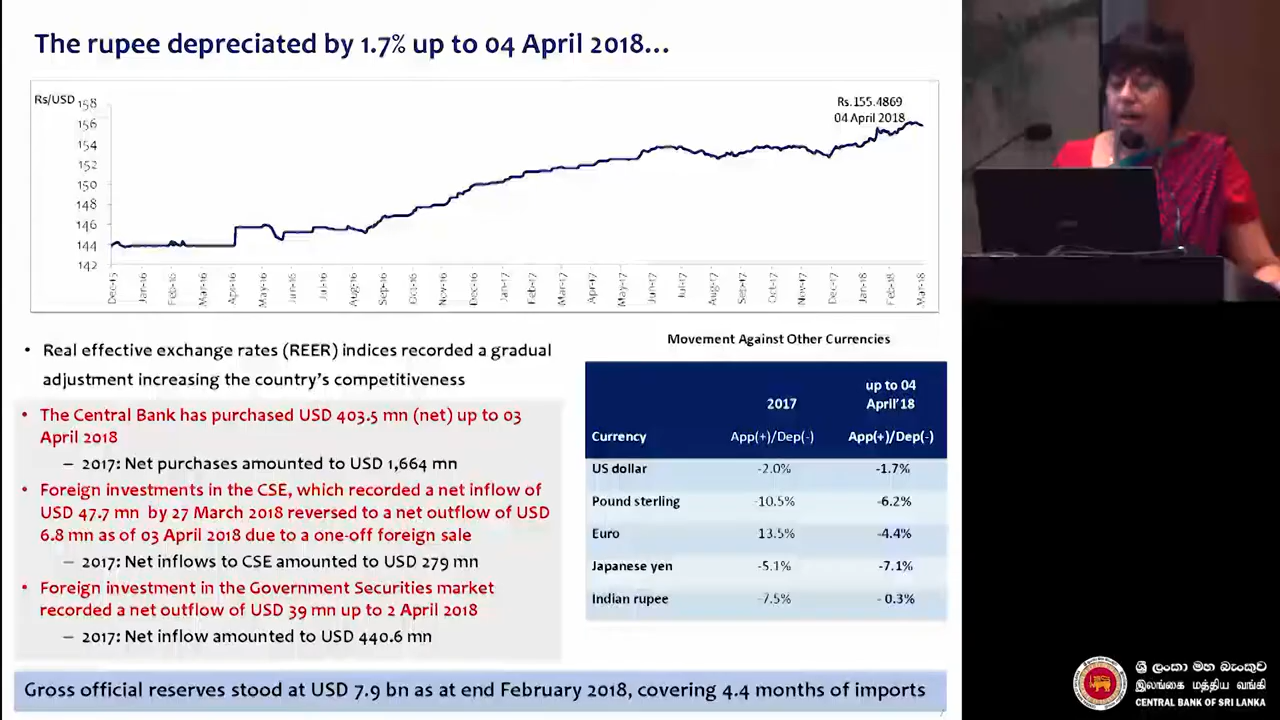 The rupee depreciated by 1.7% up to 04 April 2018...
Rs/USD
158
156
154
152
150
148
146
144
142
Rs.155.4869
04 April 2018
Dec-15
Jan-16
Feb-16
Mar-16
Apr-16
May-16
Jun-16
Jul-16
Aug-16
Sep-16
Oct-16
Nov-16
Dec-16
Jan-17
Feb-17
Mar-17
Apr-17
May-17
Jun-17
Jul-17
Aug-17
Sep-17
Oct-17
Nov-17
Dec-17
Jan-18
Feb-18
Mar-18
• Real effective exchange rates (REER) indices recorded a gradual
adjustment increasing the country's competitiveness
• The Central Bank has purchased USD 403.5 mn (net) up to 03
April 2018
– 2017: Net purchases amounted to USD 1,664 mn
• Foreign investments in the CSE, which recorded a net inflow of
USD 47.7 mn by 27 March 2018 reversed to a net outflow of USD
6.8 mn as of 03 April 2018 due to a one-off foreign sale
– 2017: Net inflows to CSE amounted to USD 279 mn
• Foreign investment in the Government Securities market
recorded a net outflow of USD 39 mn up to 2 April 2018
– 2017: Net inflow amounted to USD 440.6 mn
Movement Against Other Currencies
up to 04
2017 April'18
Currency App(+)/Dep(-) App(+)/Dep(-)
US dollar -2.0% -1.7%
Pound sterling -10.5% -6.2%
Euro 13.5% -4.4%
Japanese yen -5.1% -7.1%
Indian rupee -7.5% - 0.3%
Gross official reserves stood at USD 7.9 bn as at end February 2018, covering 4.4 months of imports
7
ශ්‍රී ලංකා මහ බැංකුව
இலங்கை மத்திய வங்கி
CENTRAL BANK OF SRI LANKA